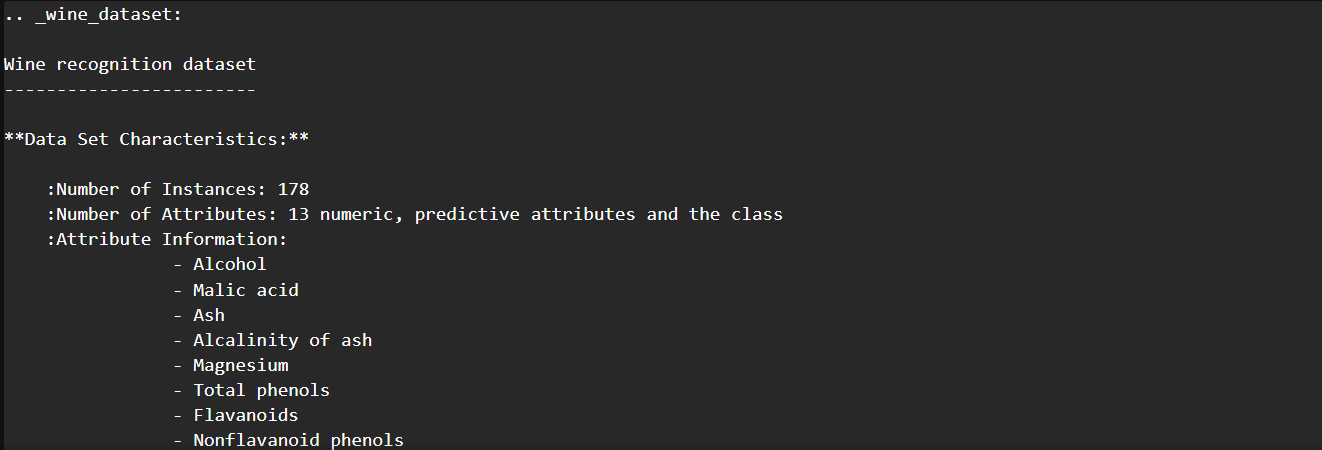 .. _wine_dataset:
Wine recognition dataset
------------------------
**Data Set Characteristics:**
:Number of Instances: 178
:Number of Attributes: 13 numeric, predictive attributes and the class
:Attribute Information:
- Alcohol
- Malic acid
- Ash
- Alcalinity of ash
- Magnesium
- Total phenols
- Flavanoids
- Nonflavanoid phenols